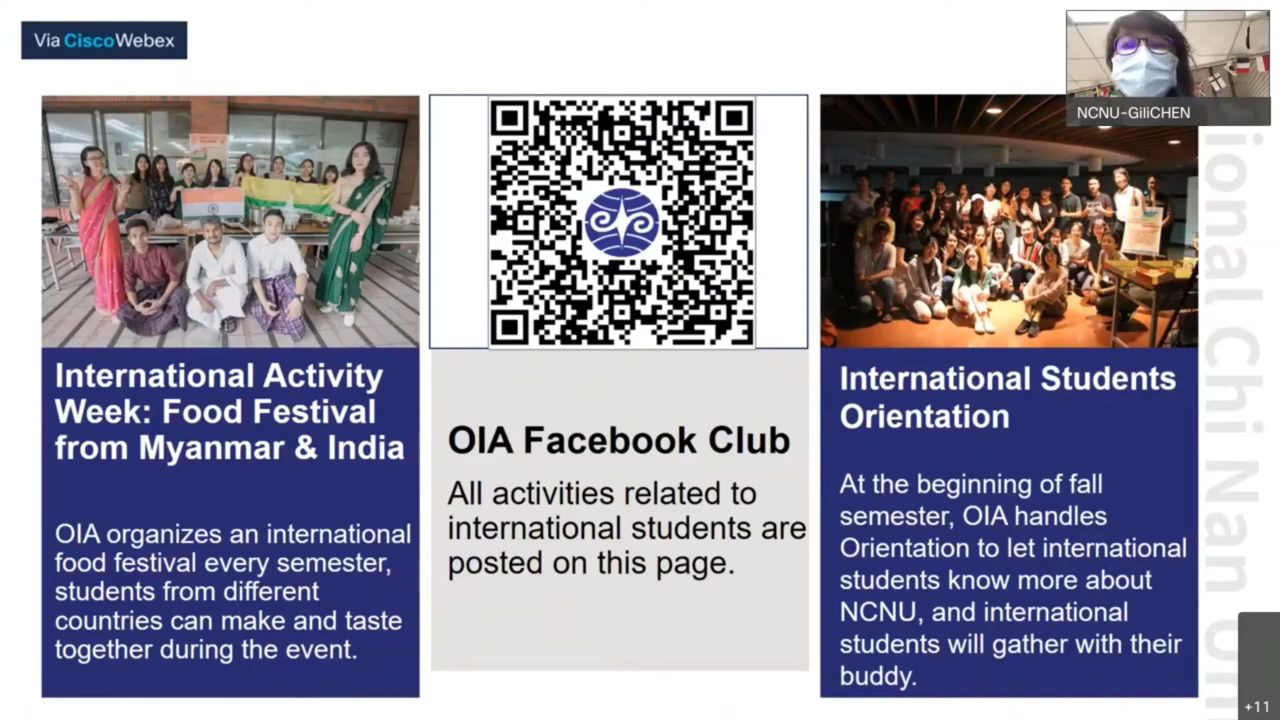 Via Cisco Webex
NCNU-GiliCHEN
International Activity
Week: Food Festival
from Myanmar & India
OIA organizes an international
food festival every semester,
students from different
countries can make and taste
together during the event.
OIA Facebook Club
All activities related to
international students are
posted on this page.
International Students
Orientation
At the beginning of fall
semester, OIA handles
Orientation to let international
students know more about
NCNU, and international
students will gather with their
buddy.
tional Chi Nan Un
+11